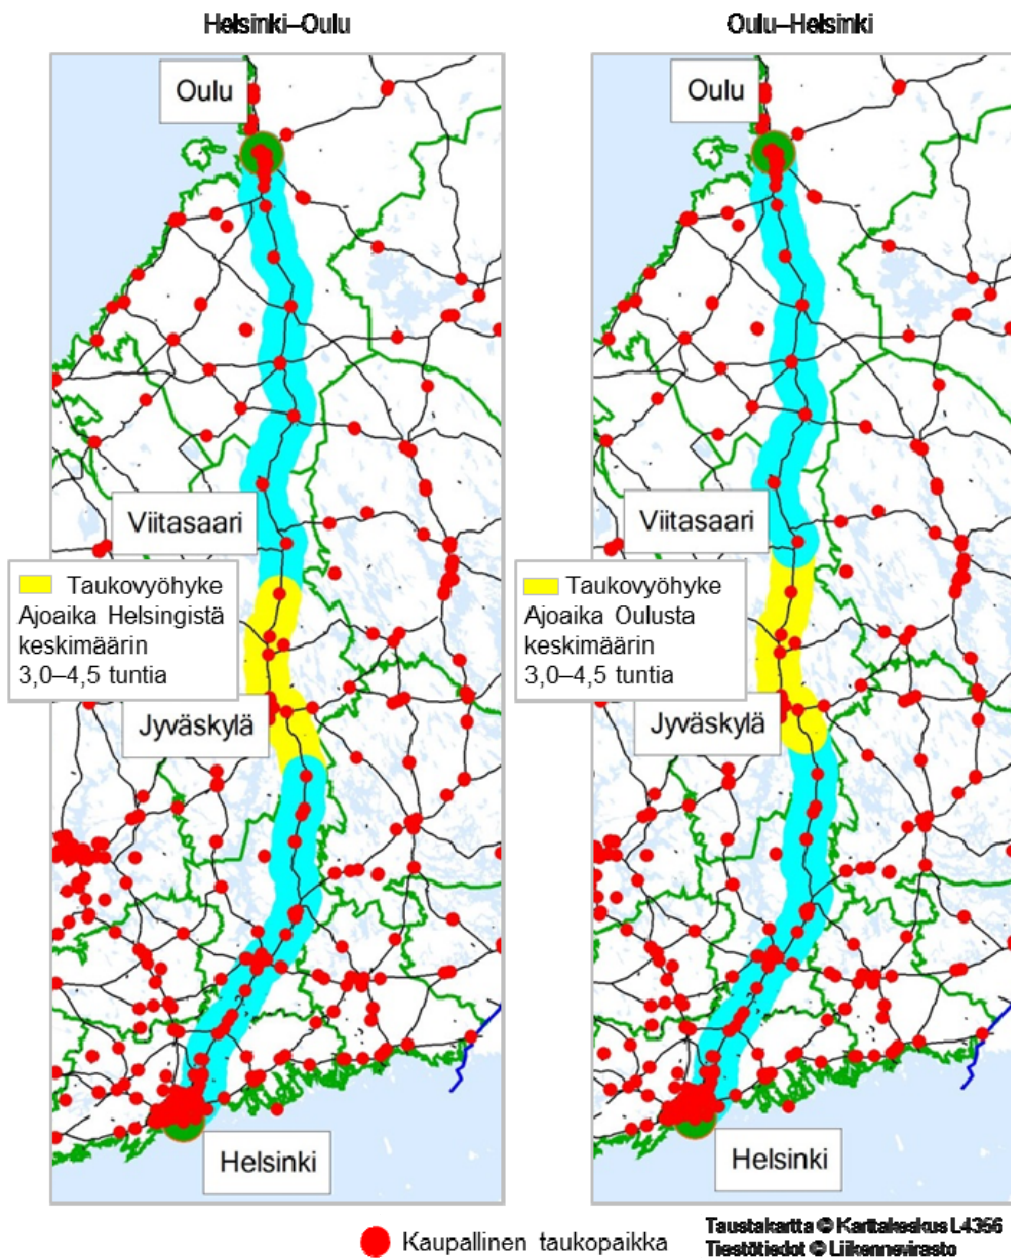 Helsinki–Oulu
Oulu
Viitasaari
Taukovyöhyke
Ajoaika Helsingistä
keskimäärin
3,0–4,5 tuntia
Jyväskylä
Helsinki
Oulu–Helsinki
Oulu
Viitasaari
Taukovyöhyke
Ajoaika Oulusta
keskimäärin
3,0–4,5 tuntia
Jyväskylä
Helsinki
Kaupallinen taukopaikka
Taustakartta © Karttakeskus L4356
Tiestötiedot © Liikennevirasto